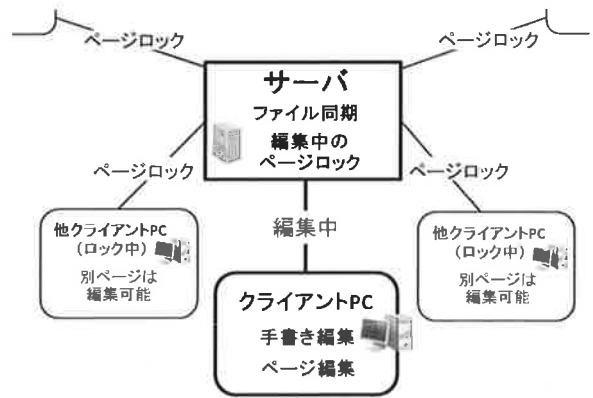 ページロック
ページロック
サーバ
ファイル同期
編集中の
ページロック
ページロック
ページロック
他クライアントPC
(ロック中)
別ページは
編集可能
編集中
他クライアントPC
(ロック中)
別ページは
編集可能
クライアントPC
手書き編集
ページ編集